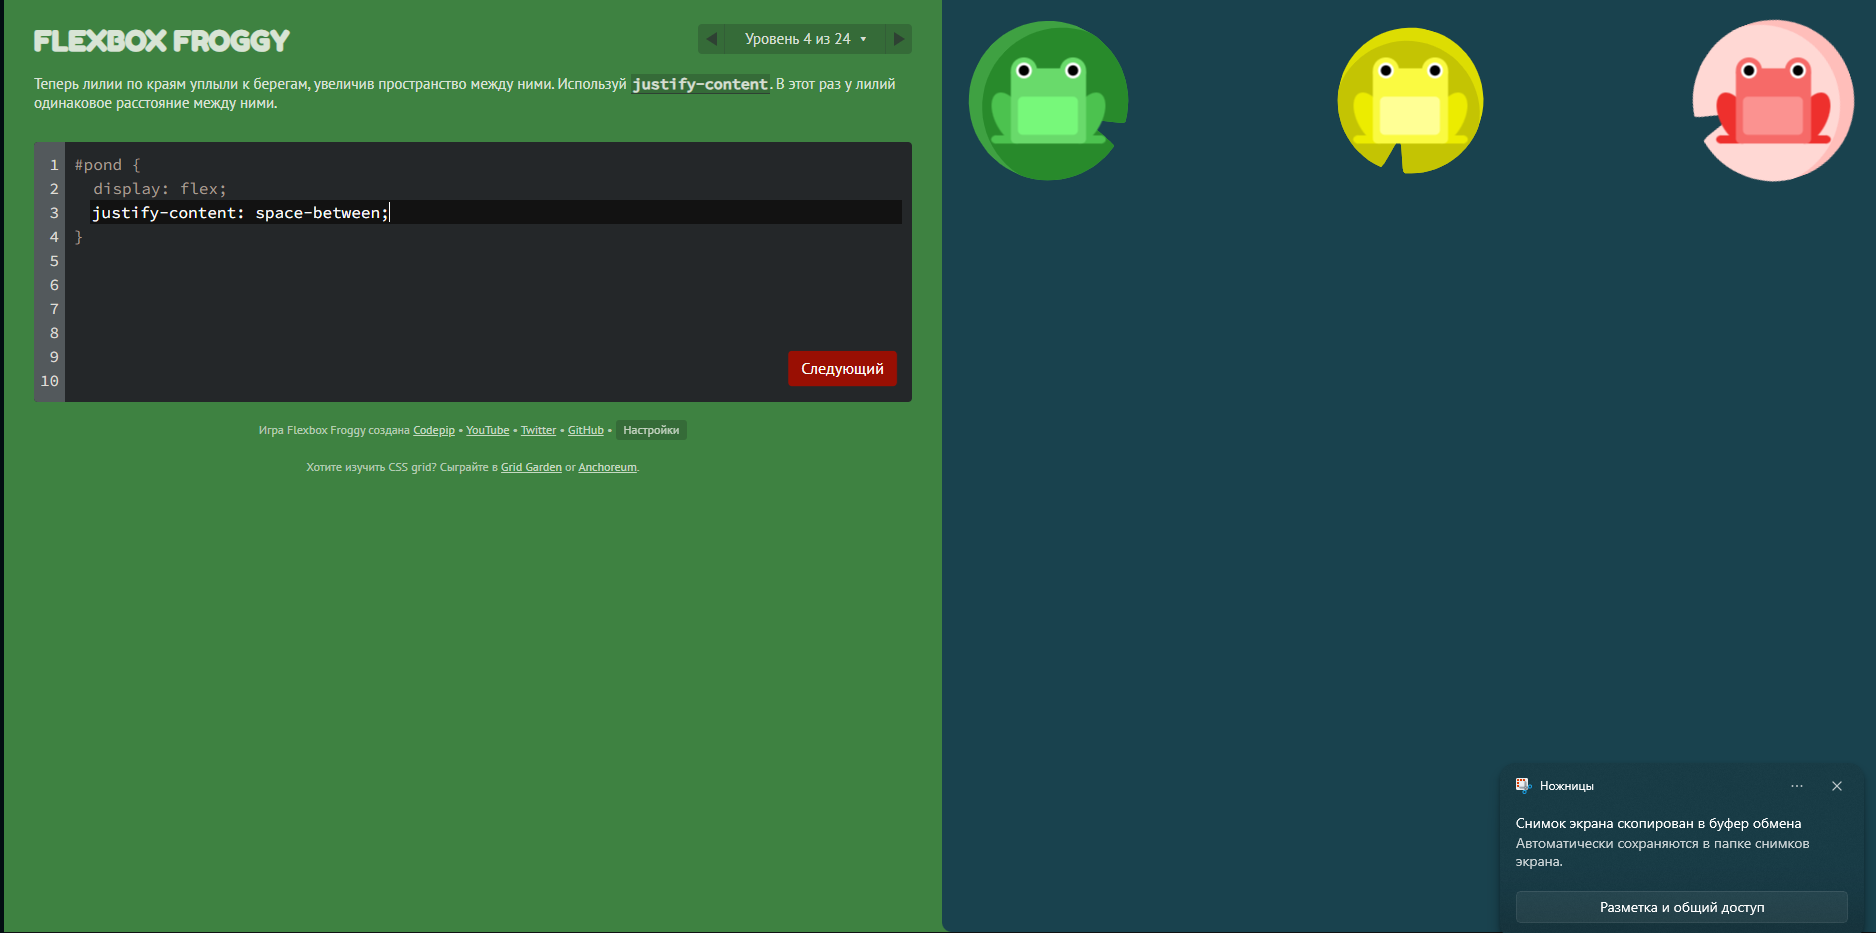 FLEXBOX FROGGY
Уровень 4 из 24
Теперь лилии по краям уплыли к берегам, увеличив пространство между ними. Используй justify-content. В этот раз у лилий
одинаковое расстояние между ними.
1 #pond {
2 display: flex;
3 justify-content: space-between;
4 }
5
6
7
8
9
10
Следующий
Игра Flexbox Froggy создана Codepip • YouTube • Twitter • GitHub • Настройки
Хотите изучить CSS grid? Сыграйте в Grid Garden or Anchoreum.
Ножницы
Снимок экрана скопирован в буфер обмена
Автоматически сохраняются в папке снимков
экрана.
Разметка и общий доступ